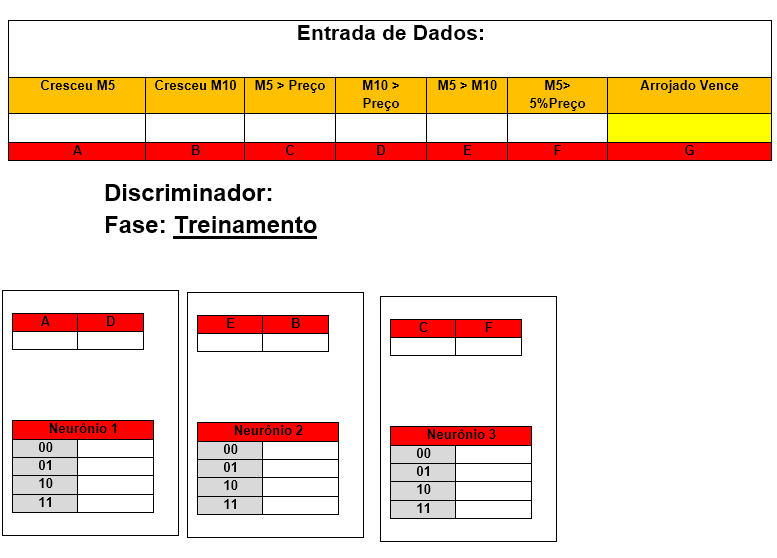 Entrada de Dados:
Cresceu M5 Cresceu M10 M5 > Preço M10 > Preço M5 > M10 M5> 5%Preço Arrojado Vence
A B C D E F G
Discriminador:
Fase: Treinamento
A D
E B
C F
Neurônio 1
00
01
10
11
Neurônio 2
00
01
10
11
Neurônio 3
00
01
10
11